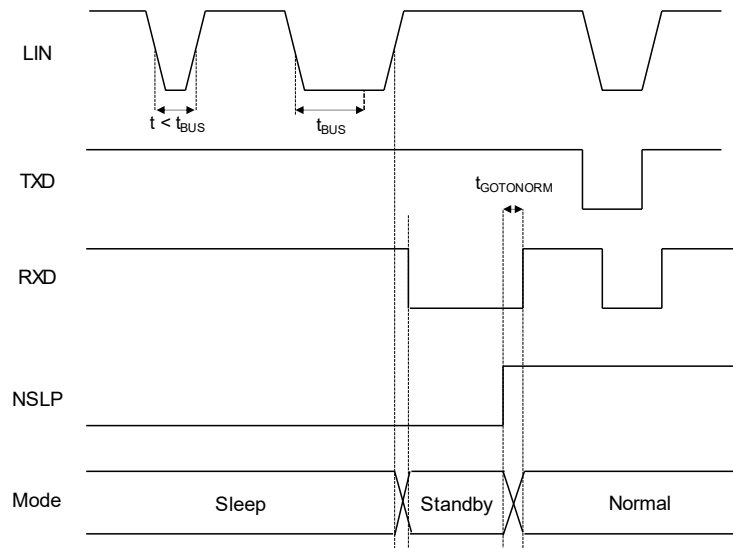 LIN
t < tBUS
tBUS
TXD
tGOTONORM
RXD
NSLP
Mode
Sleep
Standby
Normal